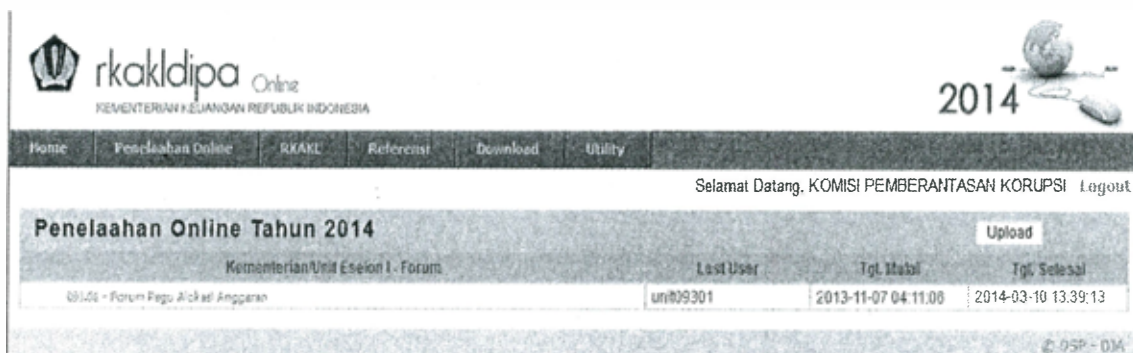 rkakldipa Online
KEMENTERIAN KEUANGAN REPUBLIK INDONESIA
2014
Home Penelaahan Online RKAKL Referensi Download Utility
Selamat Datang, KOMISI PEMBERANTASAN KORUPSI Logout
Penelaahan Online Tahun 2014
Upload
Kementerian/Unit Eselon I - Forum Last User Tgl. Mulai Tgl. Selesai
Forum Pagu Alokasi Anggaran unit09301 2013-11-07 04:11:08 2014-03-10 13:39:13
© DSP - DJA